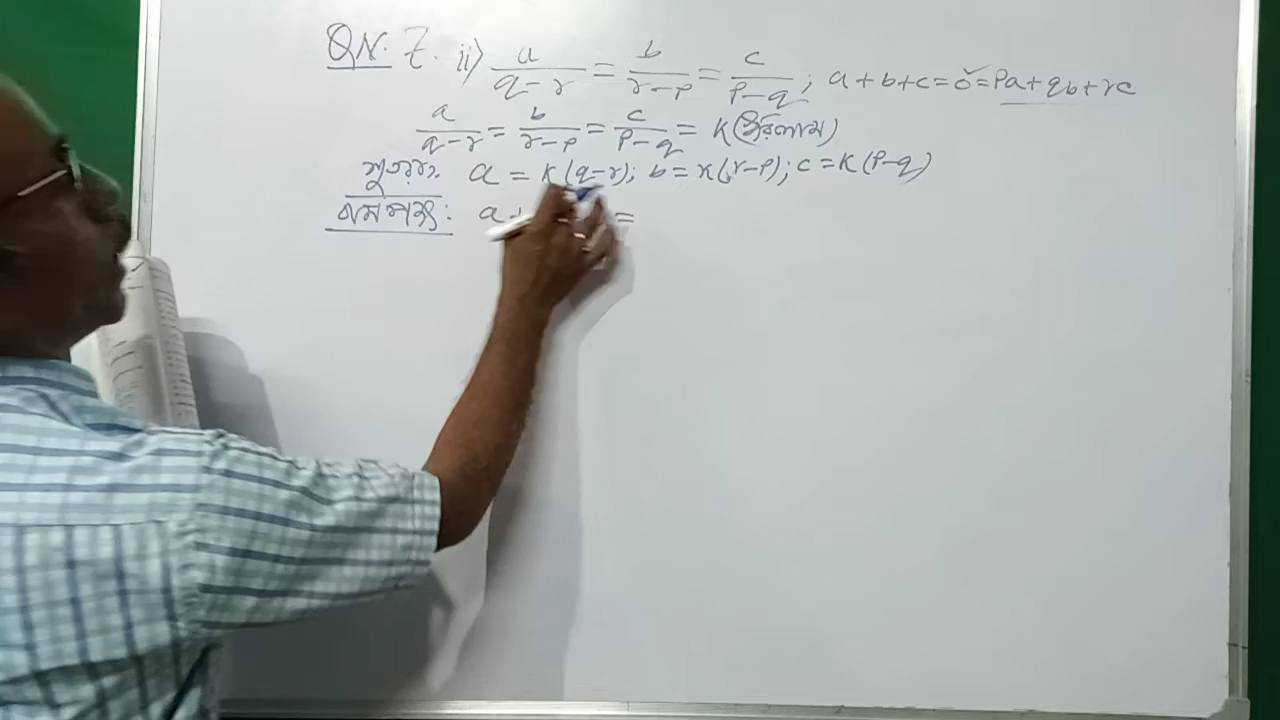 QN. 7. ii) a/(q-r) = b/(r-p) = c/(p-q); a+b+c=0=pa+qb+rc
a/(q-r) = b/(r-p) = c/(p-q) = K (ধরিলাম)
সুতরাং a = K(q-r); b = K(r-p); c = K(p-q)
বামপক্ষ: a+ =